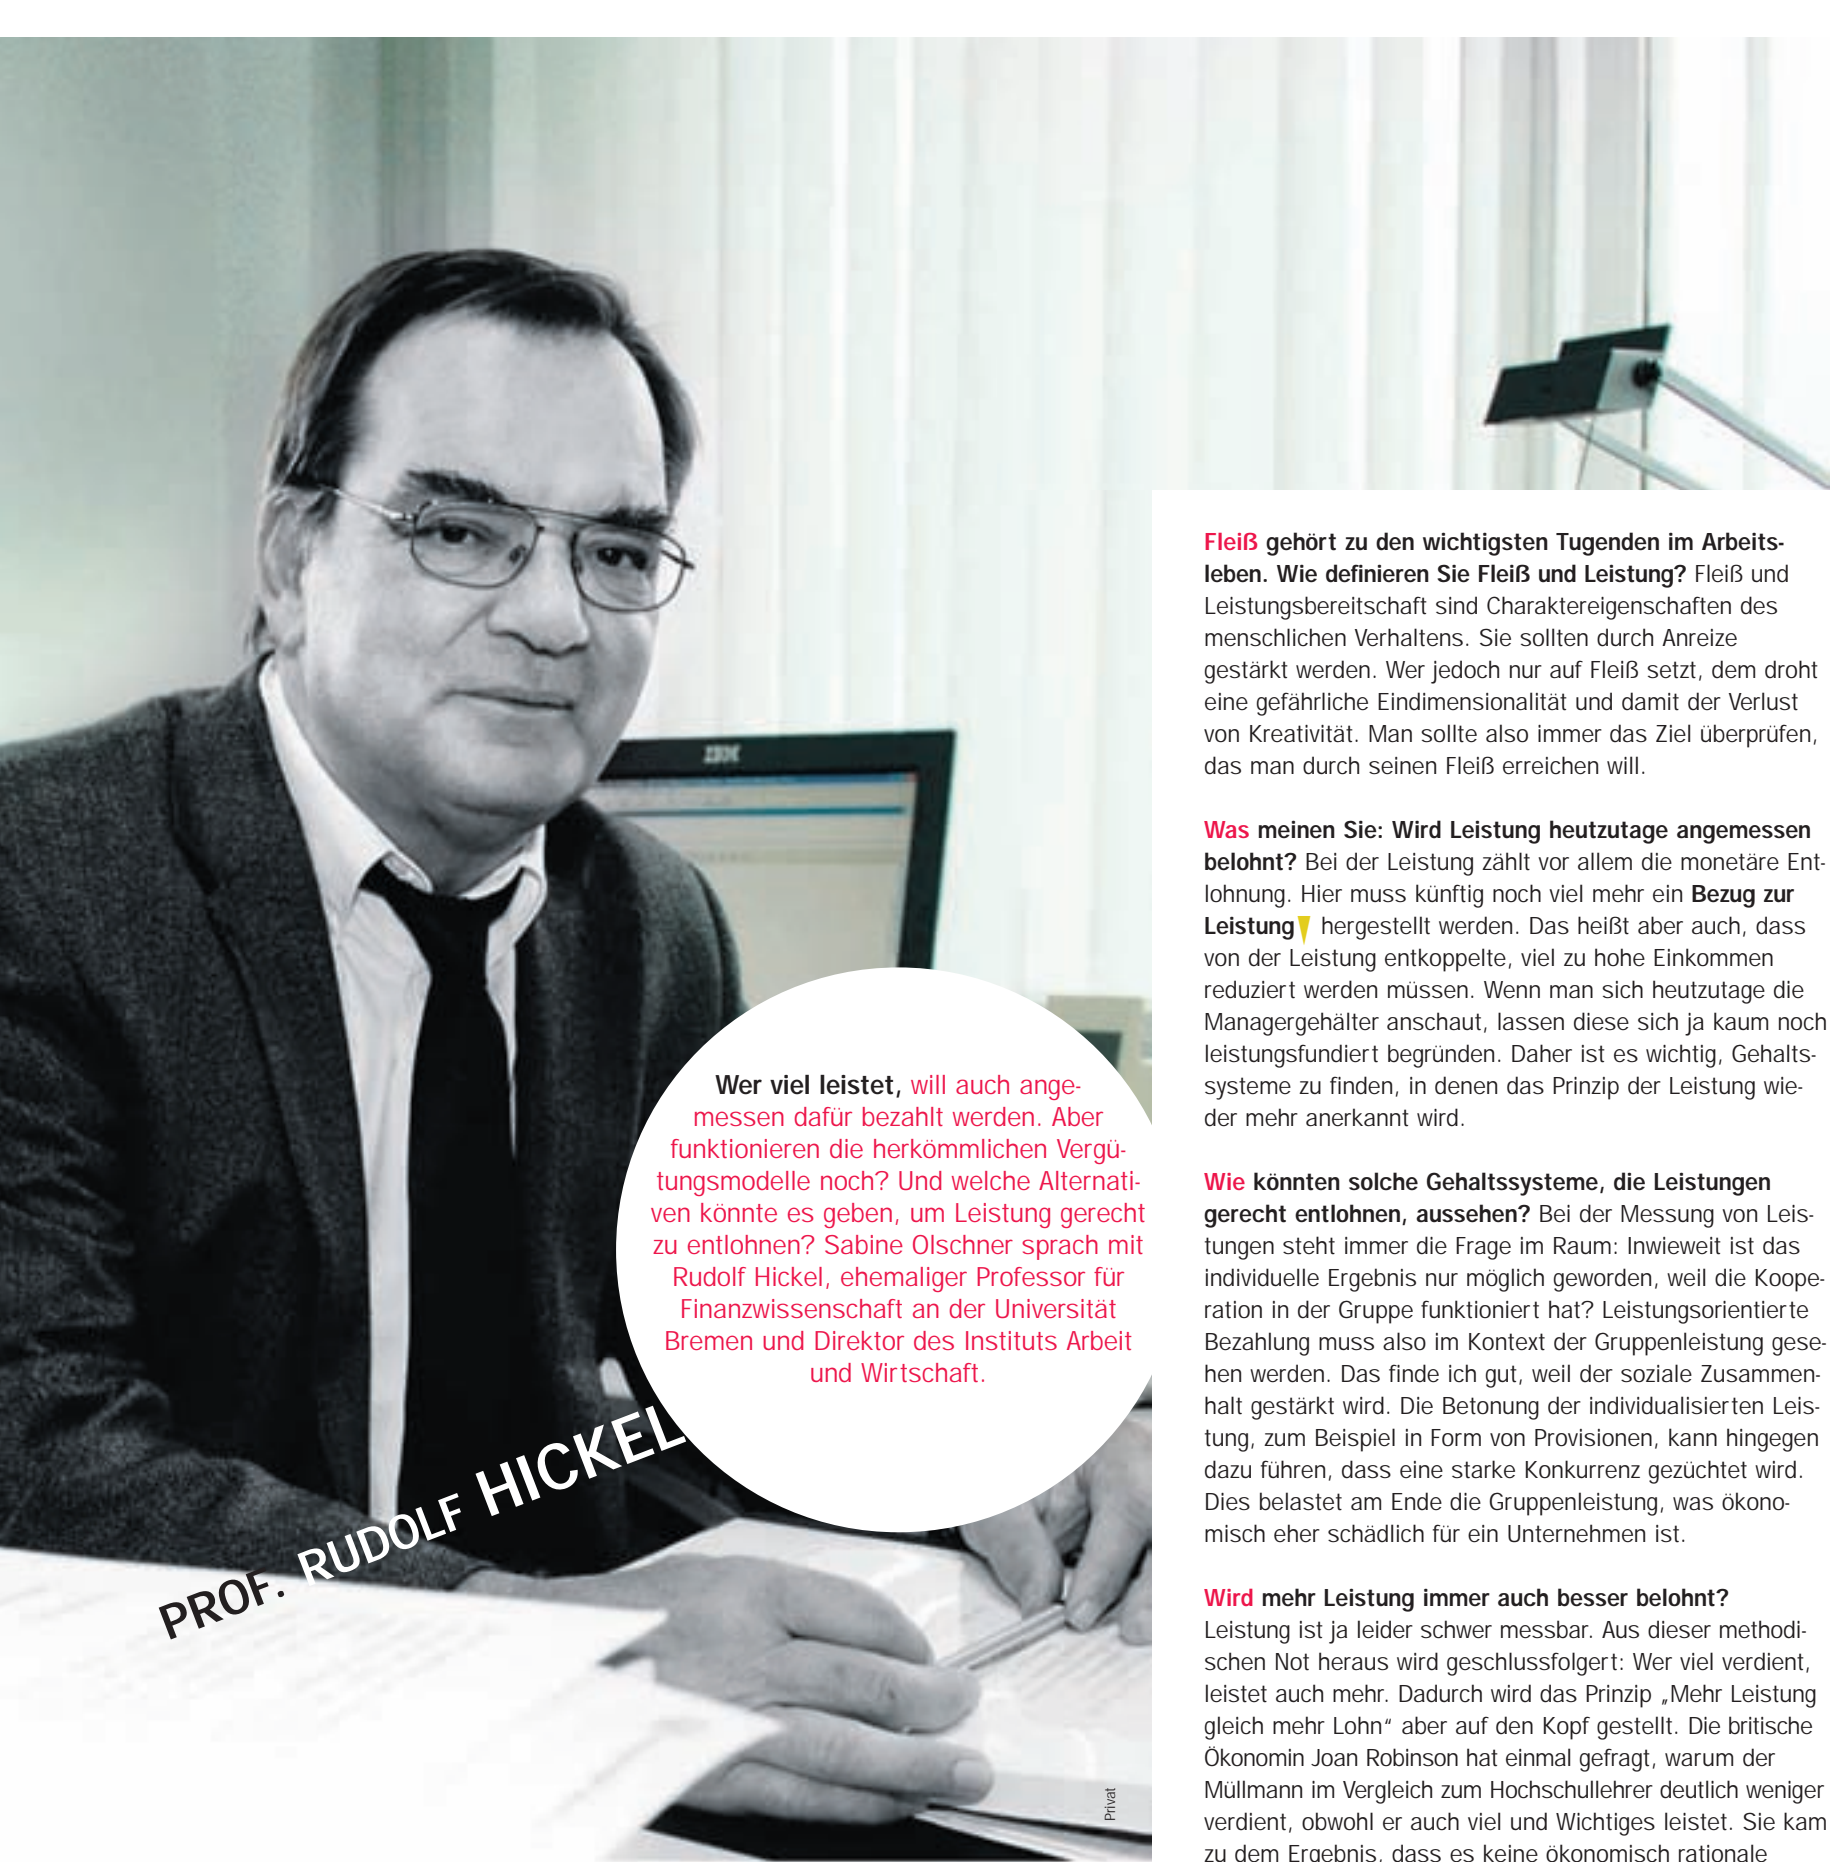 IBM
Wer viel leistet, will auch ange-
messen dafür bezahlt werden. Aber
funktionieren die herkömmlichen Vergü-
tungsmodelle noch? Und welche Alternati-
ven könnte es geben, um Leistung gerecht
zu entlohnen? Sabine Olschner sprach mit
Rudolf Hickel, ehemaliger Professor für
Finanzwissenschaft an der Universität
Bremen und Direktor des Instituts Arbeit
und Wirtschaft.
PROF. RUDOLF HICKEL
Privat
Fleiß gehört zu den wichtigsten Tugenden im Arbeits-
leben. Wie definieren Sie Fleiß und Leistung? Fleiß und
Leistungsbereitschaft sind Charaktereigenschaften des
menschlichen Verhaltens. Sie sollten durch Anreize
gestärkt werden. Wer jedoch nur auf Fleiß setzt, dem droht
eine gefährliche Eindimensionalität und damit der Verlust
von Kreativität. Man sollte also immer das Ziel überprüfen,
das man durch seinen Fleiß erreichen will.
Was meinen Sie: Wird Leistung heutzutage angemessen
belohnt? Bei der Leistung zählt vor allem die monetäre Ent-
lohnung. Hier muss künftig noch viel mehr ein Bezug zur
Leistung hergestellt werden. Das heißt aber auch, dass
von der Leistung entkoppelte, viel zu hohe Einkommen
reduziert werden müssen. Wenn man sich heutzutage die
Managergehälter anschaut, lassen diese sich ja kaum noch
leistungsfundiert begründen. Daher ist es wichtig, Gehalts-
systeme zu finden, in denen das Prinzip der Leistung wie-
der mehr anerkannt wird.
Wie könnten solche Gehaltssysteme, die Leistungen
gerecht entlohnen, aussehen? Bei der Messung von Leis-
tungen steht immer die Frage im Raum: Inwieweit ist das
individuelle Ergebnis nur möglich geworden, weil die Koope-
ration in der Gruppe funktioniert hat? Leistungsorientierte
Bezahlung muss also im Kontext der Gruppenleistung gese-
hen werden. Das finde ich gut, weil der soziale Zusammen-
halt gestärkt wird. Die Betonung der individualisierten Leis-
tung, zum Beispiel in Form von Provisionen, kann hingegen
dazu führen, dass eine starke Konkurrenz gezüchtet wird.
Dies belastet am Ende die Gruppenleistung, was ökono-
misch eher schädlich für ein Unternehmen ist.
Wird mehr Leistung immer auch besser belohnt?
Leistung ist ja leider schwer messbar. Aus dieser methodi-
schen Not heraus wird geschlussfolgert: Wer viel verdient,
leistet auch mehr. Dadurch wird das Prinzip „Mehr Leistung
gleich mehr Lohn“ aber auf den Kopf gestellt. Die britische
Ökonomin Joan Robinson hat einmal gefragt, warum der
Müllmann im Vergleich zum Hochschullehrer deutlich weniger
verdient, obwohl er auch viel und Wichtiges leistet. Sie kam
zu dem Ergebnis, dass es keine ökonomisch rationale